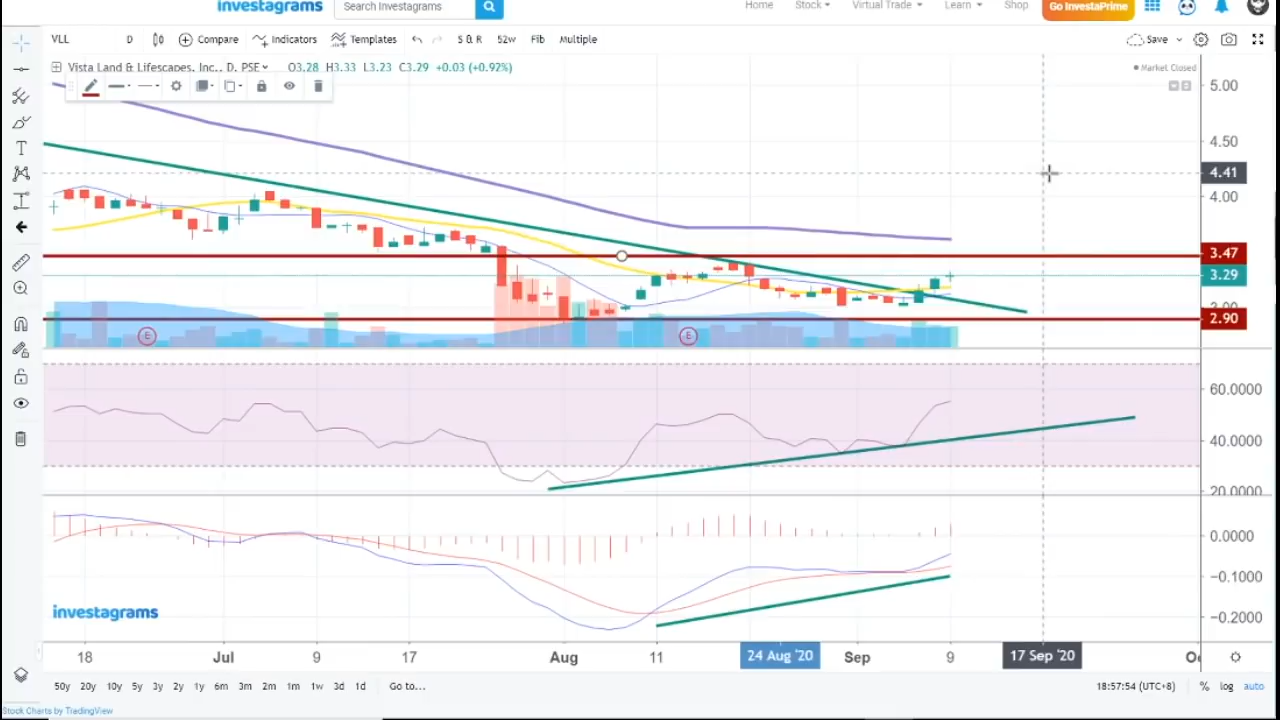 investagrams Search Investagrams Home Stock Virtual Trade Learn Shop Go InvestaPrime
VLL D Compare Indicators Templates S & R 52w Fib Multiple Save
Vista Land & Lifescapes, Inc., D, PSE O3.28 H3.33 L3.23 C3.29 +0.03 (+0.92%) Market Closed
5.00
4.50
4.41
4.00
3.47
3.29
3.00
2.90
E E
60.0000
40.0000
20.0000
0.0000
−0.1000
−0.2000
investagrams
18 Jul 9 17 Aug 11 24 Aug '20 Sep 9 17 Sep '20
50y 20y 10y 5y 3y 2y 1y 6m 3m 2m 1m 1w 3d 1d Go to... 18:57:54 (UTC+8) % log auto
Stock Charts by TradingView